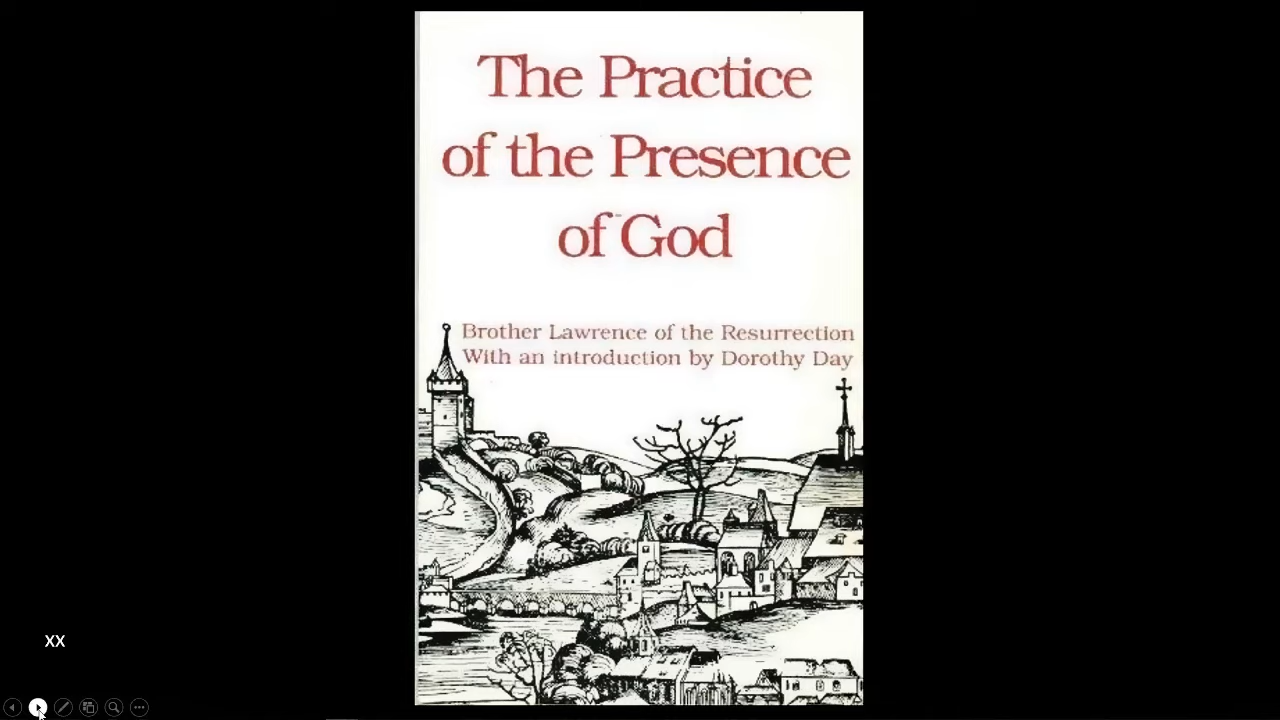 The Practice
of the Presence
of God
Brother Lawrence of the Resurrection
With an introduction by Dorothy Day
XX